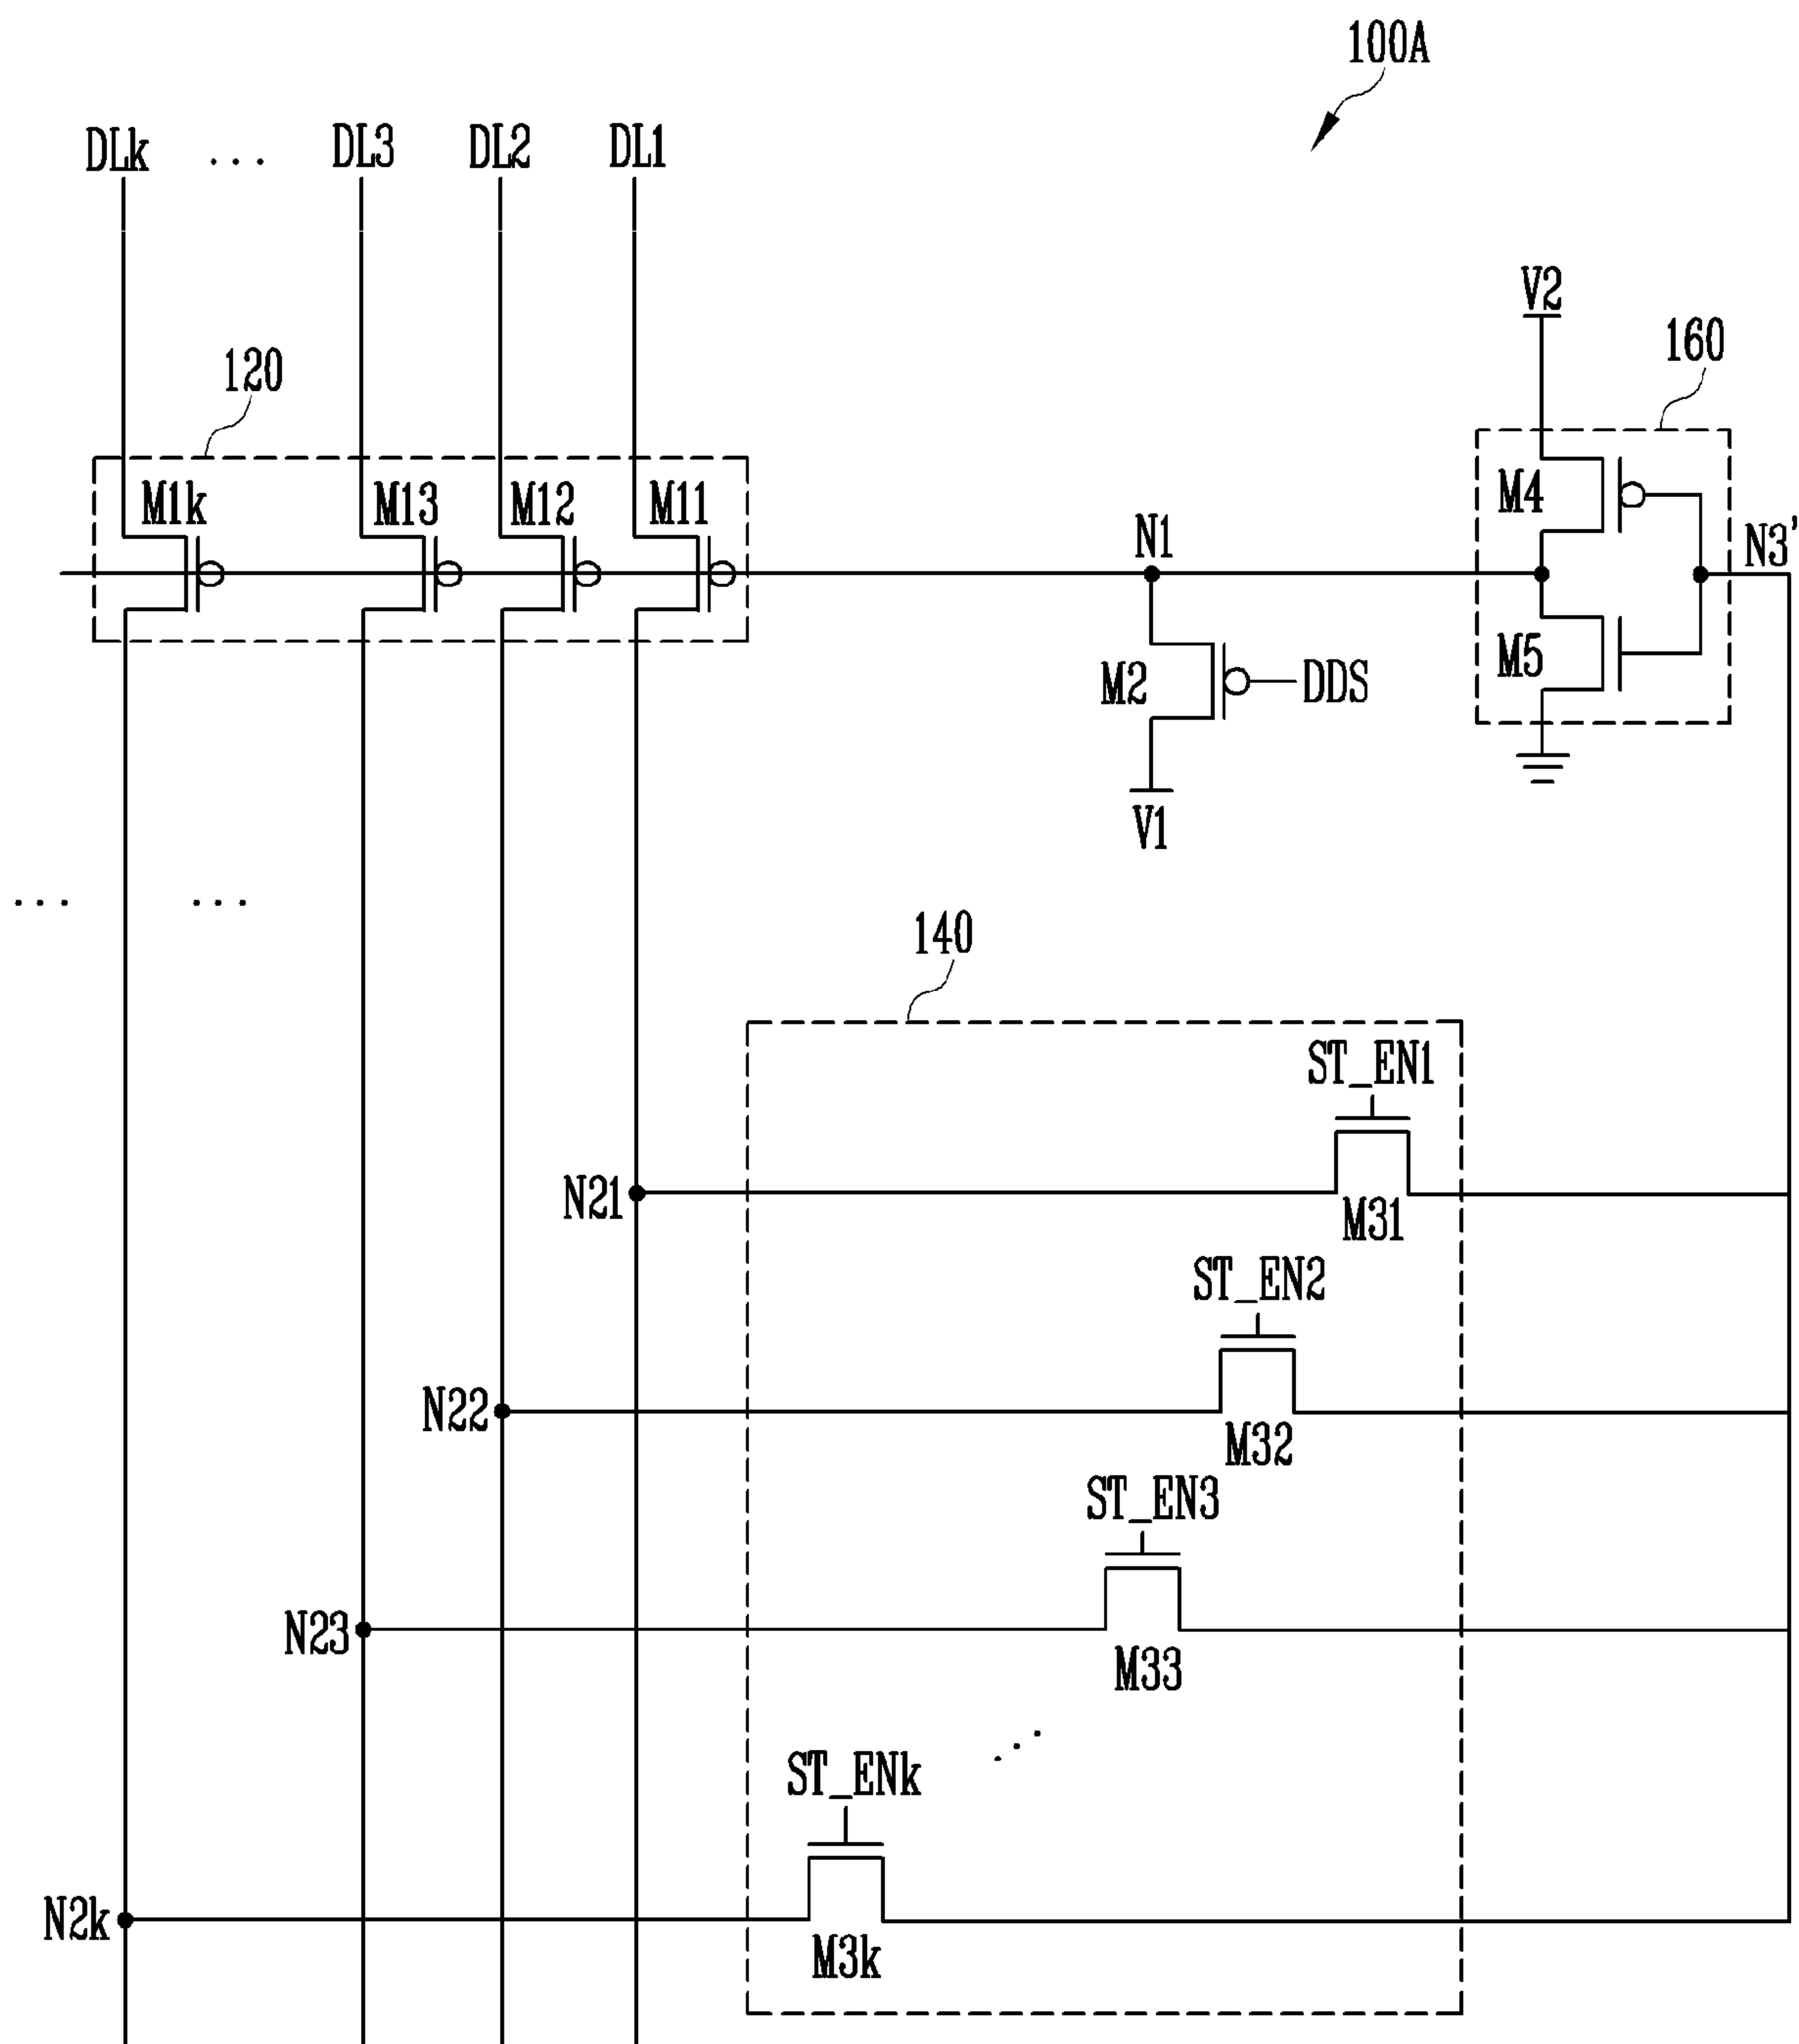 100A
DLk ... DL3 DL2 DL1
V2
120
160
M1k M13 M12 M11
M4
N1
N3'
M5
M2
DDS
V1
... ...
140
ST_EN1
N21
M31
ST_EN2
N22
M32
ST_EN3
N23
M33
...
ST_ENk
N2k
M3k